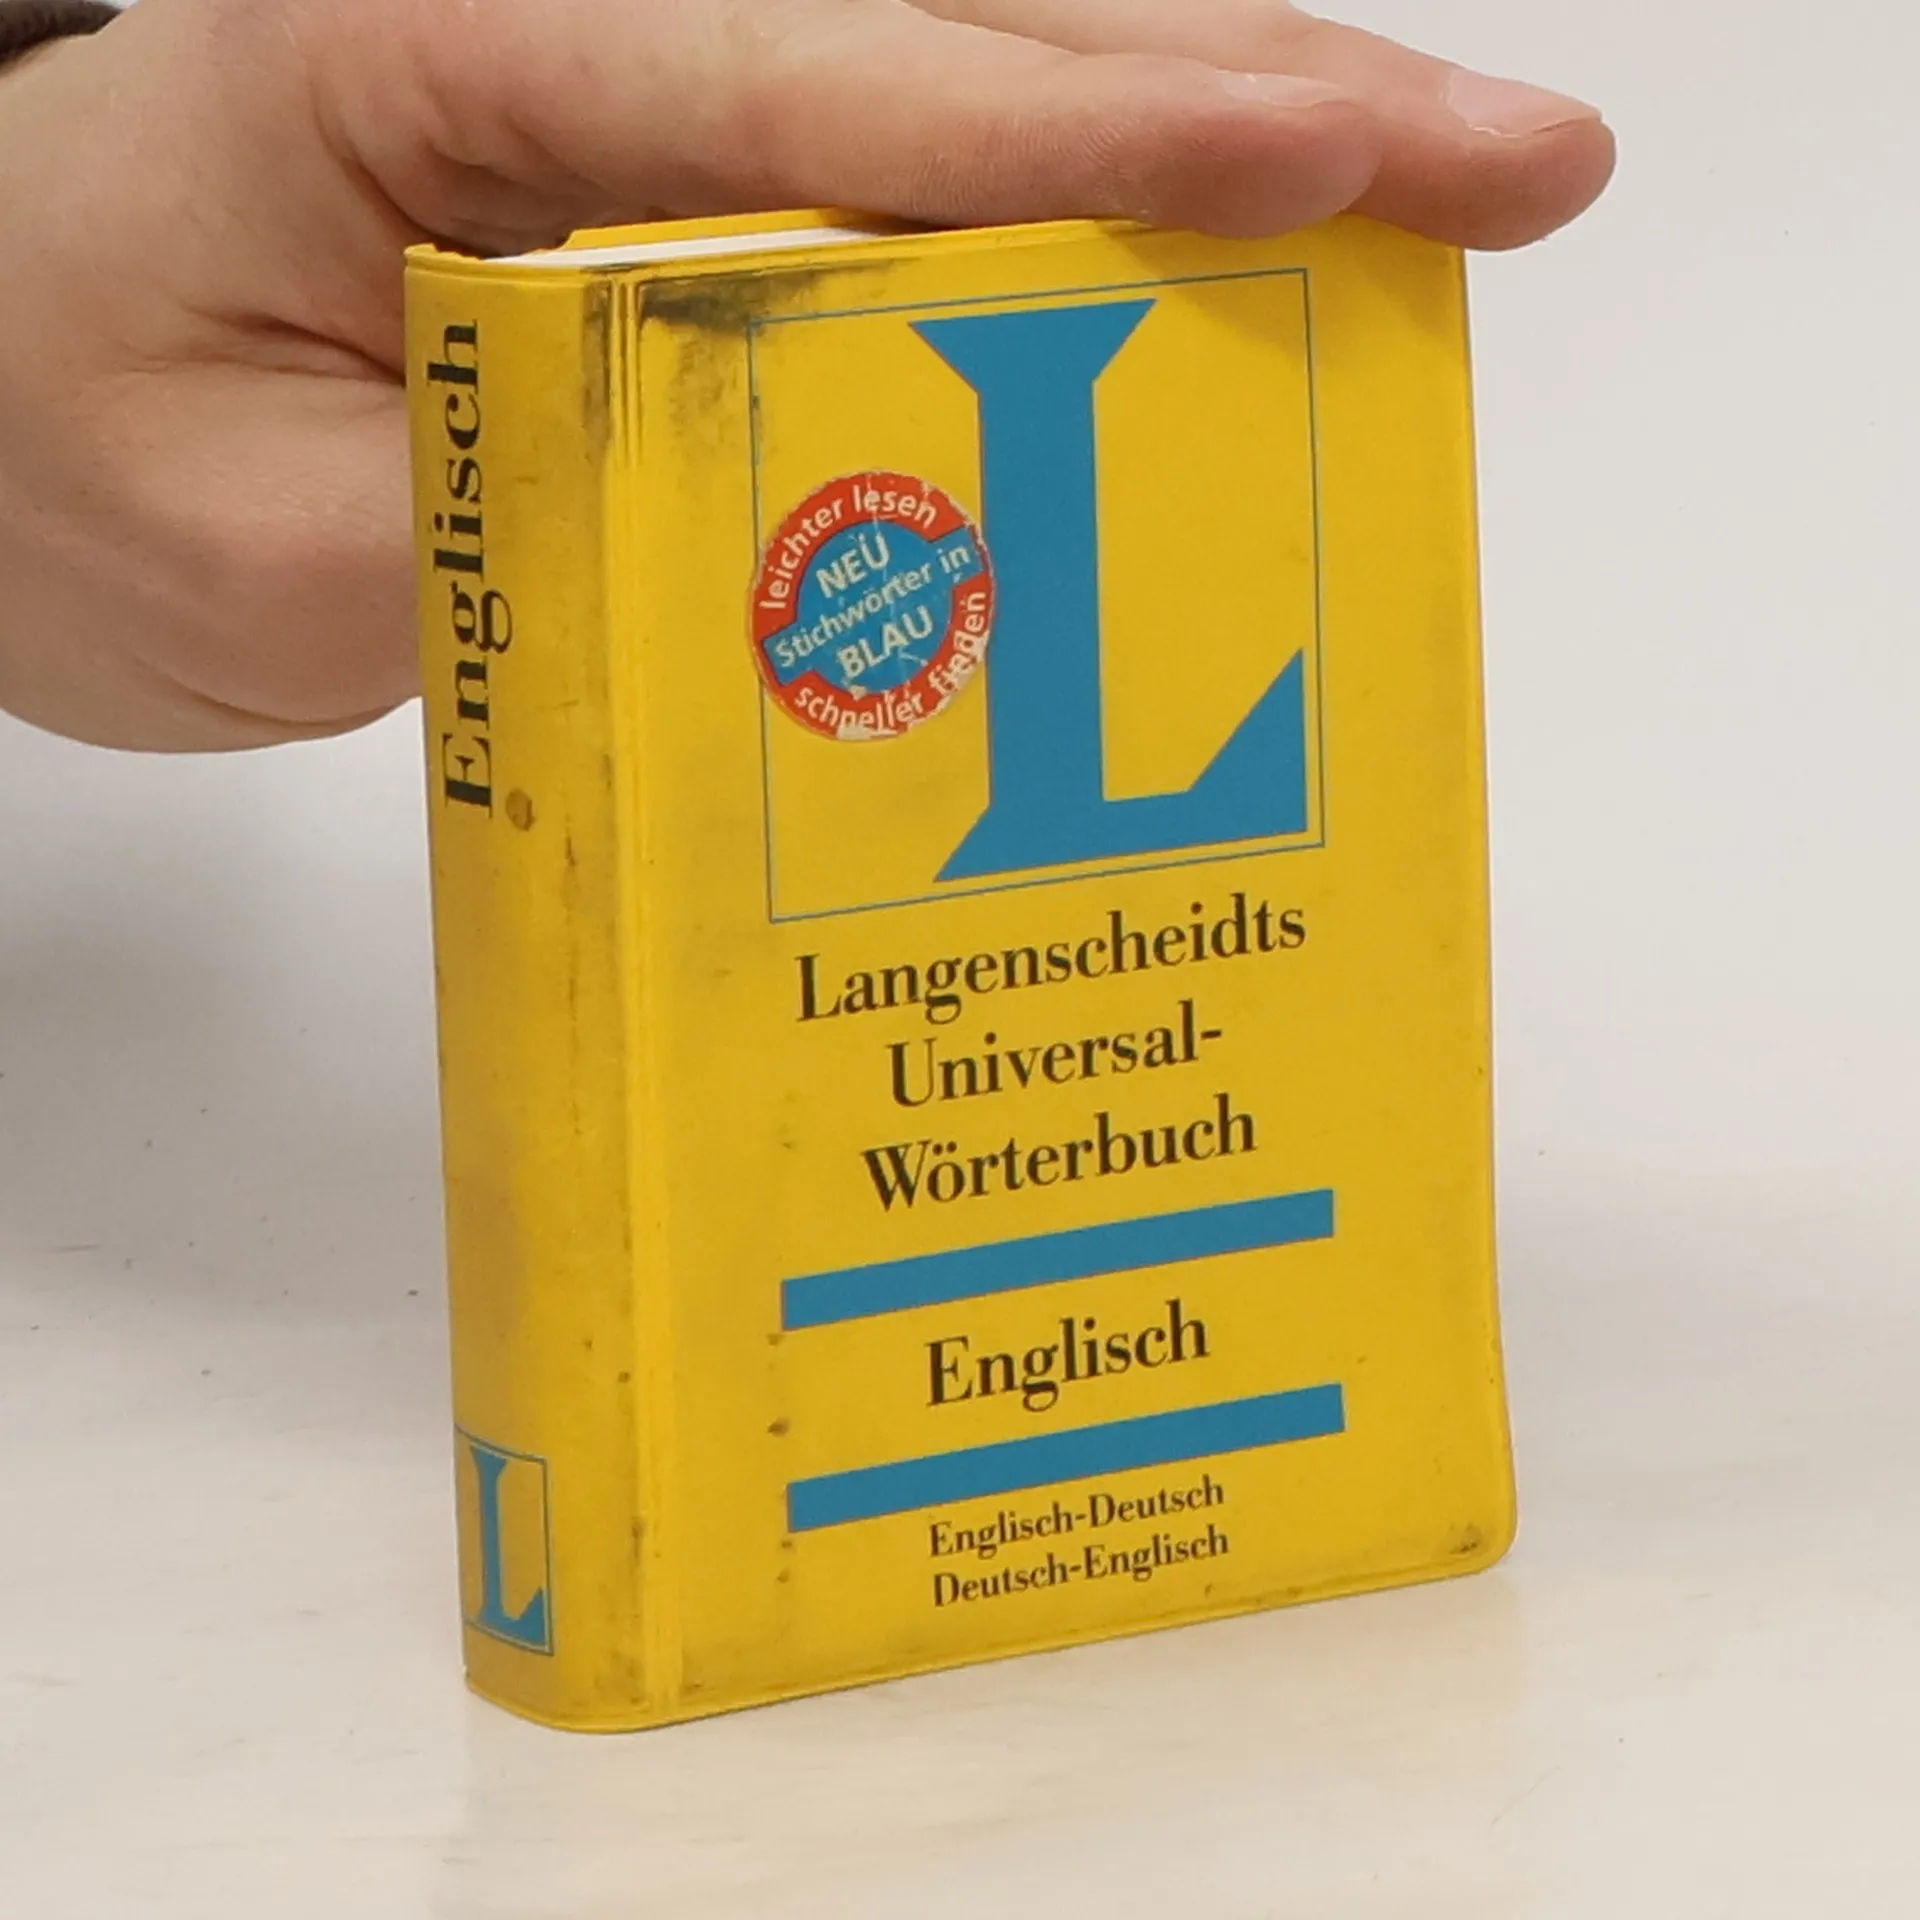 Englisch
L
L
leichter lesen
NEU
Stichwörter in
BLAU
schneller finden
Langenscheidts
Universal-
Wörterbuch
Englisch
Englisch-Deutsch
Deutsch-Englisch